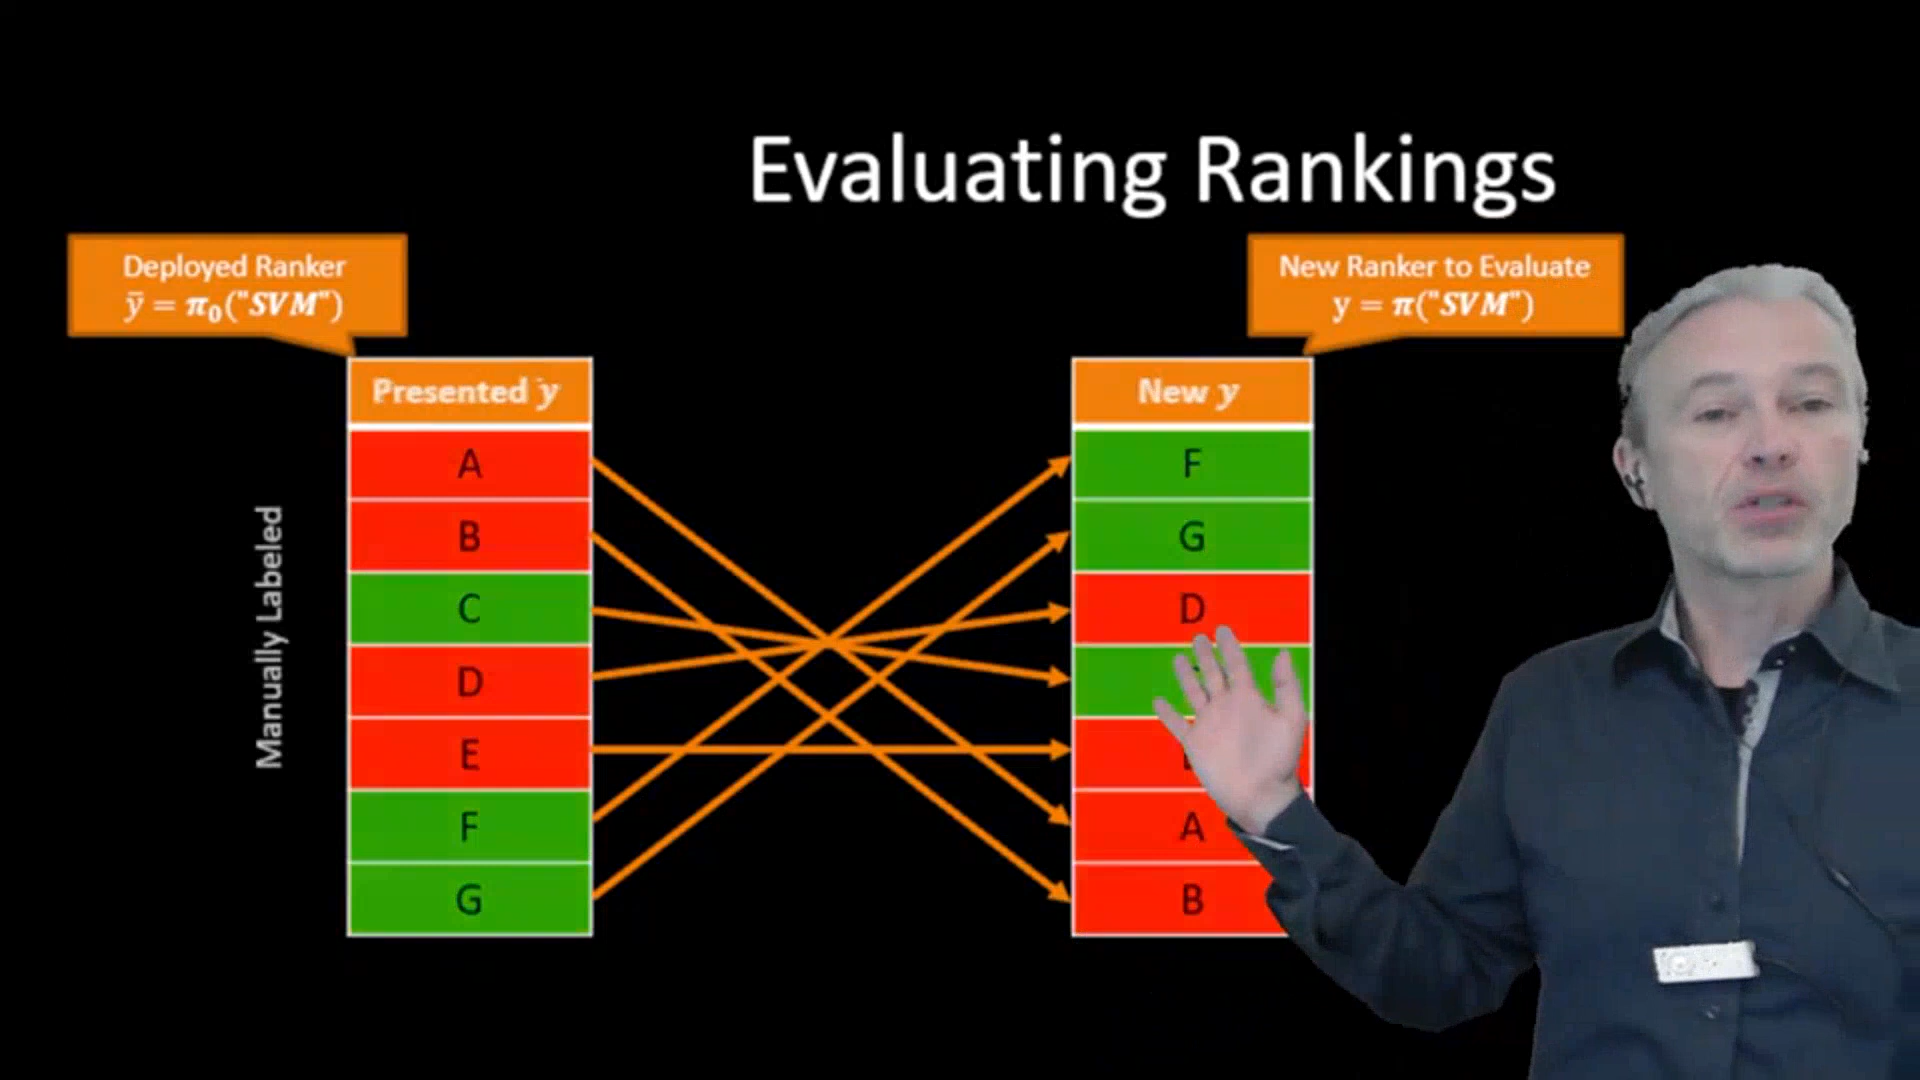 Evaluating Rankings
Deployed Ranker
ȳ = π₀("SVM")
New Ranker to Evaluate
y = π("SVM")
Presented ȳ
A
B
C
D
E
F
G
Manually Labeled
New y
F
G
D
A
B